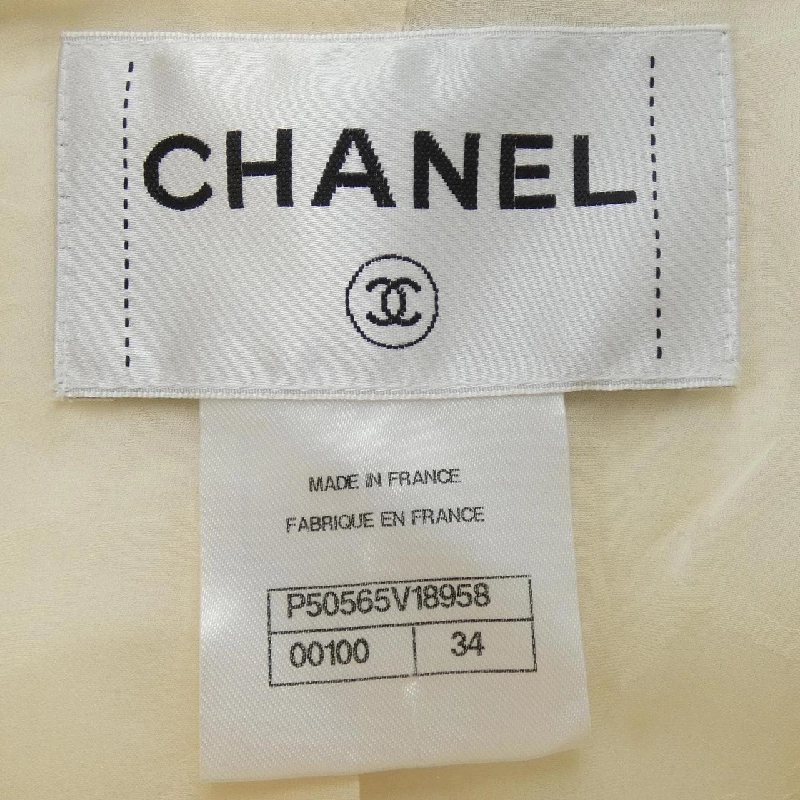 CHANEL
MADE IN FRANCE
FABRIQUE EN FRANCE
P50565V18958
00100 34